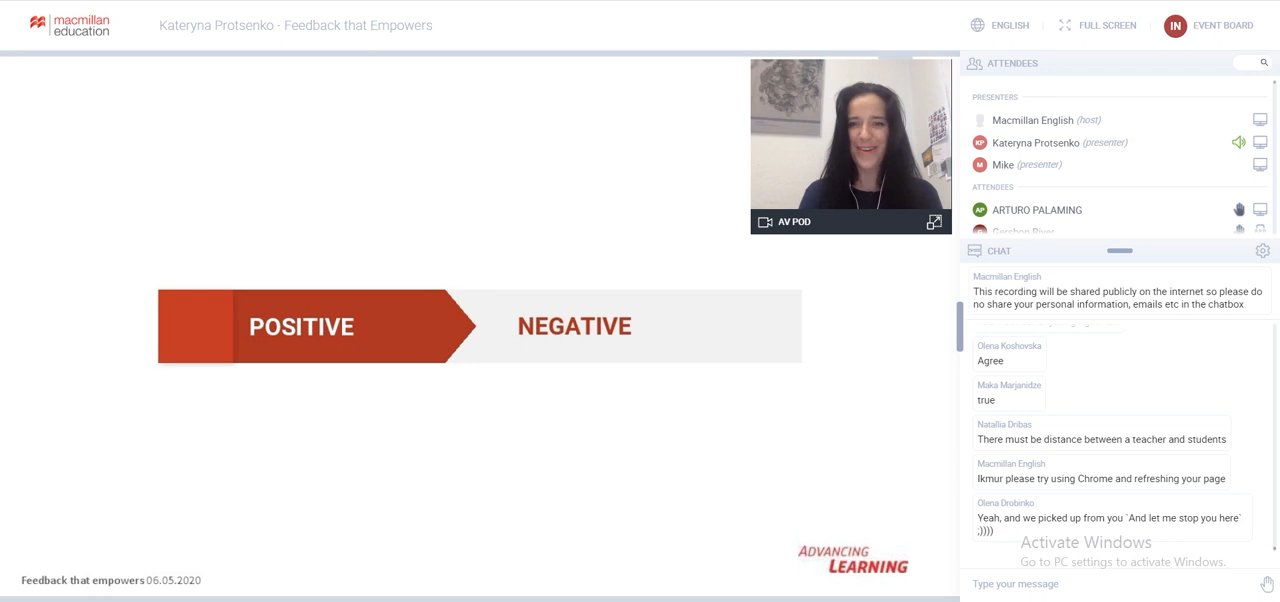 macmillan
education
Kateryna Protsenko - Feedback that Empowers
ENGLISH
FULL SCREEN
IN
EVENT BOARD
ATTENDEES
PRESENTERS
Macmillan English (host)
KP
Kateryna Protsenko (presenter)
M
Mike (presenter)
ATTENDEES
AP
ARTURO PALAMING
AV POD
CHAT
Macmillan English
This recording will be shared publicly on the internet so please do
no share your personal information, emails etc in the chatbox
Olena Koshovska
Agree
Maka Marjanidze
true
Natallia Dribas
There must be distance between a teacher and students
Macmillan English
Ikmur please try using Chrome and refreshing your page
Olena Drobinko
Yeah, and we picked up from you `And let me stop you here`
;))))
Activate Windows
Go to PC settings to activate Windows.
Type your message
POSITIVE
NEGATIVE
ADVANCING
LEARNING
Feedback that empowers 06.05.2020